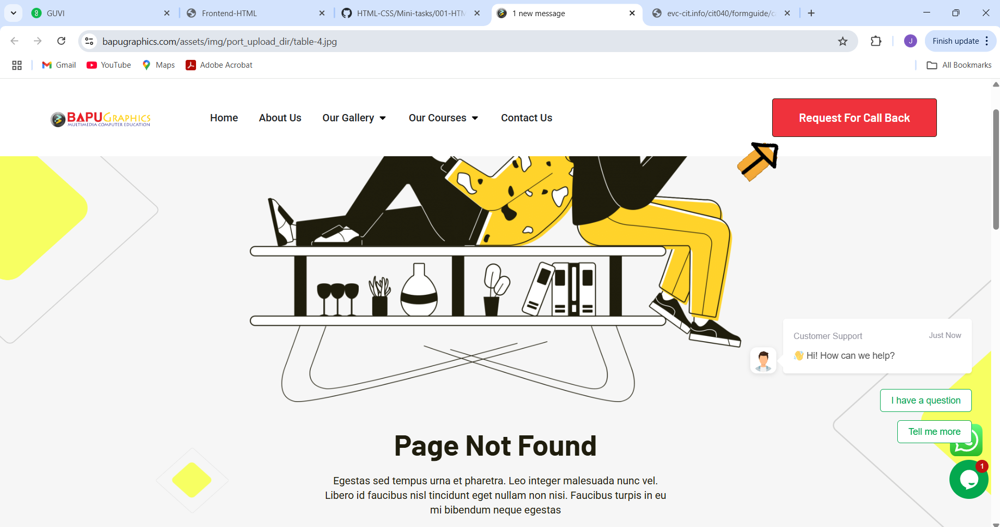 GUVI
Frontend-HTML
HTML-CSS/Mini-tasks/001-HTM
1 new message
evc-cit.info/cit040/formguide/ca
bapugraphics.com/assets/img/port_upload_dir/table-4.jpg
J
Finish update
Gmail
YouTube
Maps
Adobe Acrobat
All Bookmarks
BAPUGRAPHICS
MULTIMEDIA COMPUTER EDUCATION
Home
About Us
Our Gallery
Our Courses
Contact Us
Request For Call Back
Customer Support
Just Now
👋 Hi! How can we help?
I have a question
Tell me more
1
Page Not Found
Egestas sed tempus urna et pharetra. Leo integer malesuada nunc vel.
Libero id faucibus nisl tincidunt eget nullam non nisi. Faucibus turpis in eu
mi bibendum neque egestas